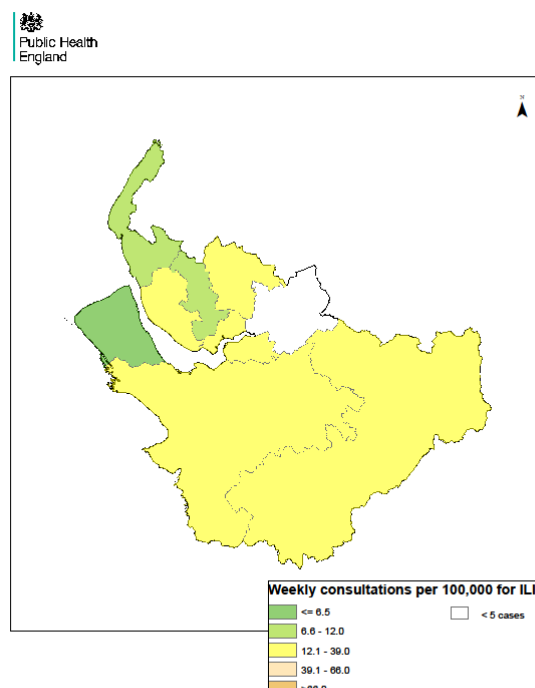 Public Health
England
N
Weekly consultations per 100,000 for
<= 6.5
< 5 cases
6.6 - 12.0
12.1 - 39.0
39.1 - 66.0